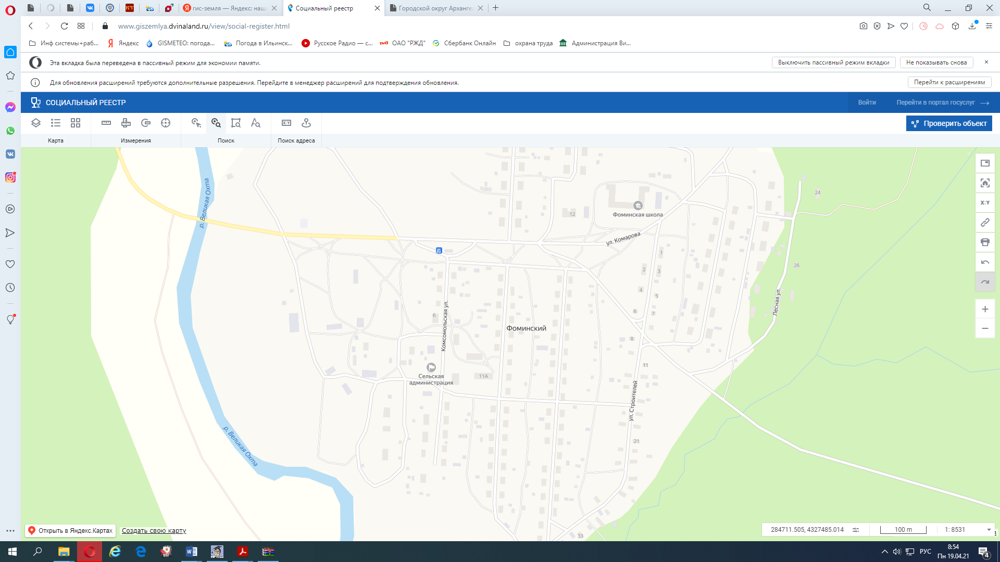 гис-земля — Яндекс: наш
Социальный реестр
Городской округ Арханге
www.giszemlya.dvinaland.ru/view/social-register.html
Инф системы+раб...
Яндекс
GISMETEO: погода...
Погода в Ильинск...
Русское Радио — с...
ОАО "РЖД"
Сбербанк Онлайн
охрана труда
Администрация Ви...
Эта вкладка была переведена в пассивный режим для экономии памяти.
Выключить пассивный режим вкладки
Не показывать снова
Для обновления расширений требуются дополнительные разрешения. Перейдите в менеджер расширений для подтверждения обновления.
Перейти к расширениям
СОЦИАЛЬНЫЙ РЕЕСТР
Войти
Перейти в портал госуслуг
X:Y
Проверить объект
Карта
Измерения
Поиск
Поиск адреса
р. Великая Охта
24
X:Y
12
Фоминская школа
ул. Комарова
1
2
3
26
4
5
Лесная ул.
6
6
7
Комсомольская ул.
Фоминский
8
11
Сельская
администрация
11А
ул. Строителей
21
р. Великая Охта
33
Открыть в Яндекс.Картах
Создать свою карту
284711.505, 4327485.014
100 m
1: 8531
РУС
8:54
Пн 19.04.21
4